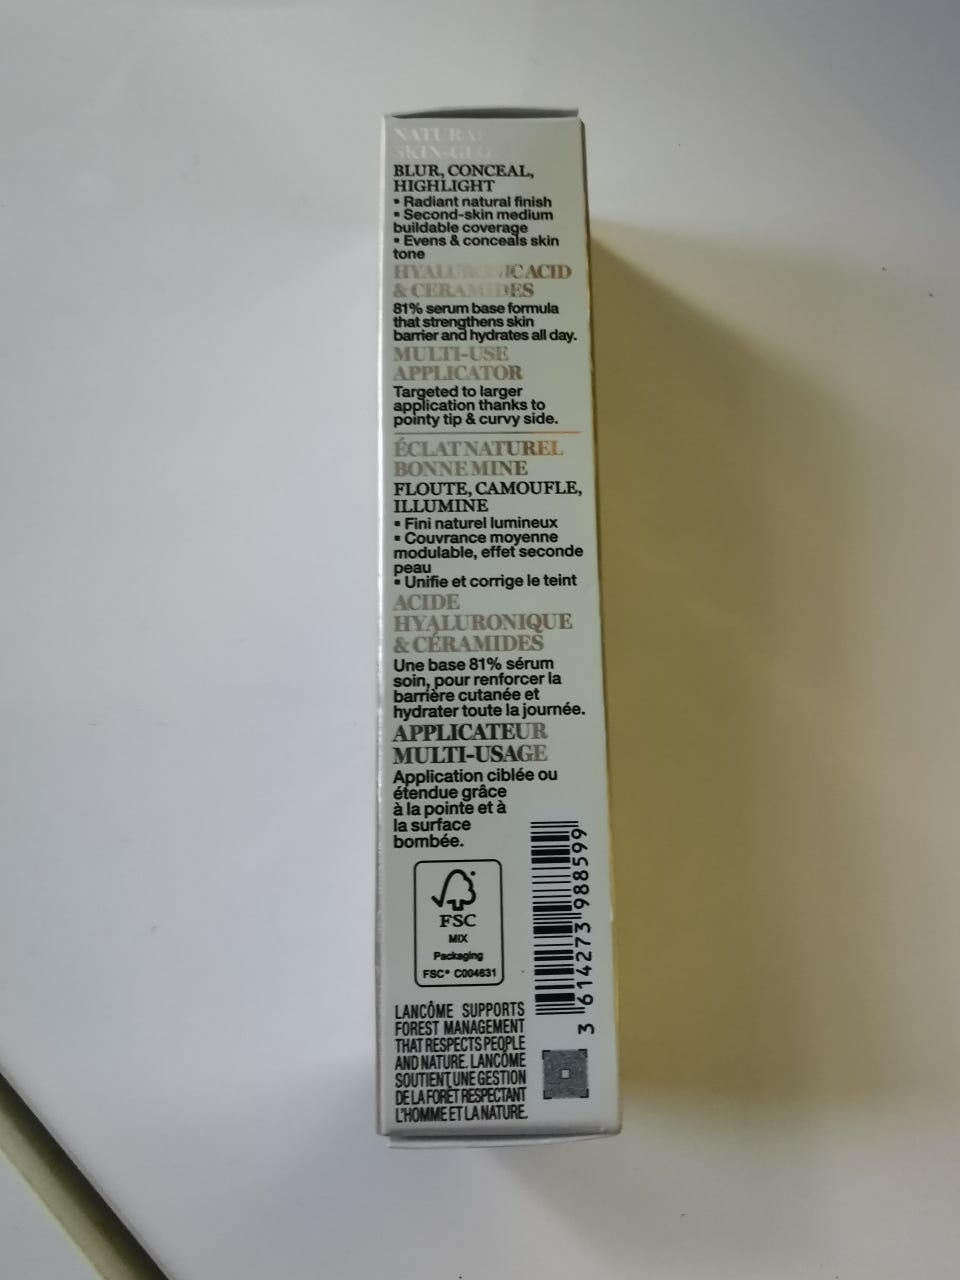 NATURAL
SKIN-GLO
BLUR, CONCEAL,
HIGHLIGHT
▪ Radiant natural finish
▪ Second-skin medium
buildable coverage
▪ Evens & conceals skin
tone
HYALURONIC ACID
& CERAMIDES
81% serum base formula
that strengthens skin
barrier and hydrates all day.
MULTI-USE
APPLICATOR
Targeted to larger
application thanks to
pointy tip & curvy side.
ÉCLAT NATUREL
BONNE MINE
FLOUTE, CAMOUFLE,
ILLUMINE
▪ Fini naturel lumineux
▪ Couvrance moyenne
modulable, effet seconde
peau
▪ Unifie et corrige le teint
ACIDE
HYALURONIQUE
& CÉRAMIDES
Une base 81% sérum
soin, pour renforcer la
barrière cutanée et
hydrater toute la journée.
APPLICATEUR
MULTI-USAGE
Application ciblée ou
étendue grâce
à la pointe et à
la surface
bombée.
FSC
MIX
Packaging
FSC® C004631
3 614273 988599
LANCÔME SUPPORTS
FOREST MANAGEMENT
THAT RESPECTS PEOPLE
AND NATURE. LANCÔME
SOUTIENT UNE GESTION
DE LA FORÊT RESPECTANT
L'HOMME ET LA NATURE.